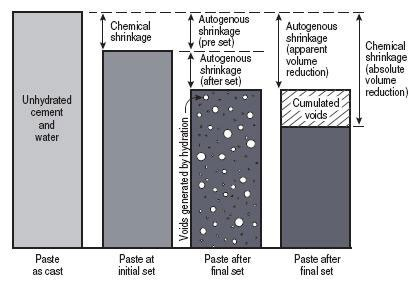 Unhydrated
cement
and
water
Chemical
shrinkage
Autogenous
shrinkage
(pre set)
Autogenous
shrinkage
(after set)
Voids generated by hydration
Autogenous
shrinkage
(apparent
volume
reduction)
Cumulated
voids
Chemical
shrinkage
(absolute
volume
reduction)
Paste
as cast
Paste at
initial set
Paste after
final set
Paste after
final set